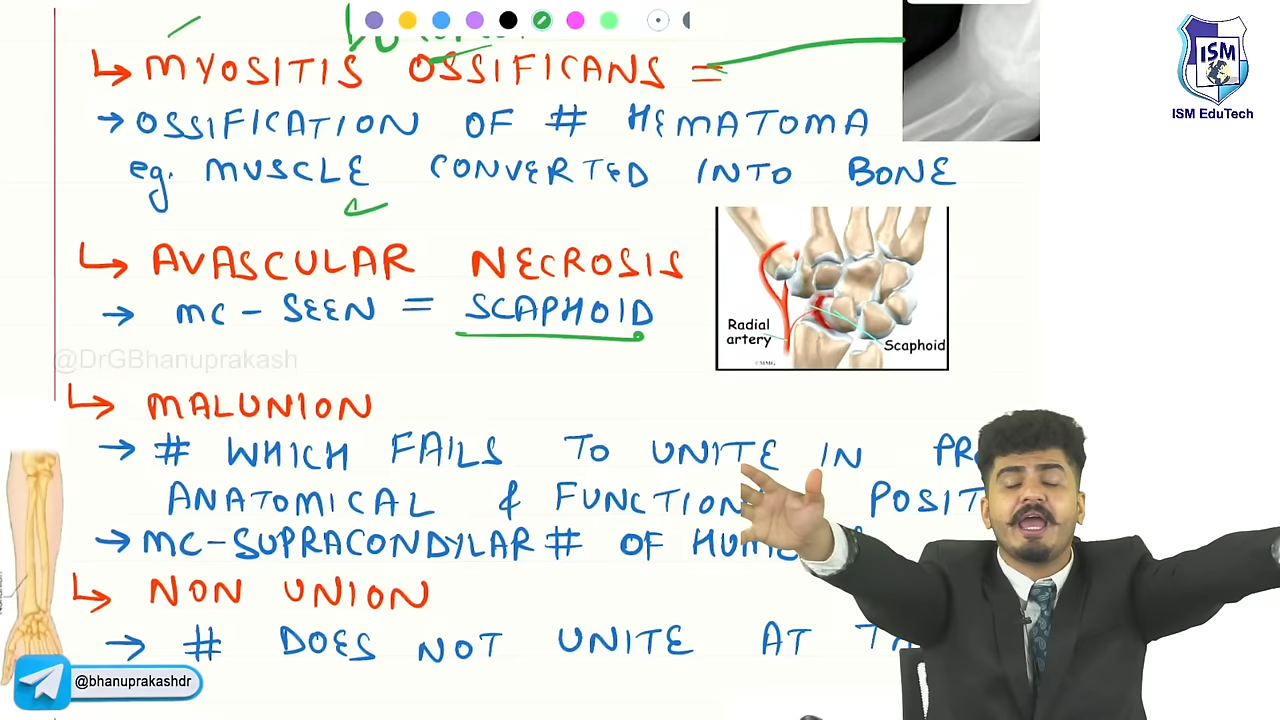 ISM
ISM EduTech
↳ MYOSITIS OSSIFICANS =
→ OSSIFICATION OF # HEMATOMA
eg. MUSCLE CONVERTED INTO BONE
↳ AVASCULAR NECROSIS
→ MC - SEEN = SCAPHOID
Radial
artery
Scaphoid
@DrGBhanuprakash
↳ MALUNION
→ # WHICH FAILS TO UNITE IN
ANATOMICAL &
→ MC-SUPRACONDYLAR # OF
↳ NON UNION
→ # DOES NOT UNITE AT
@bhanuprakashdr